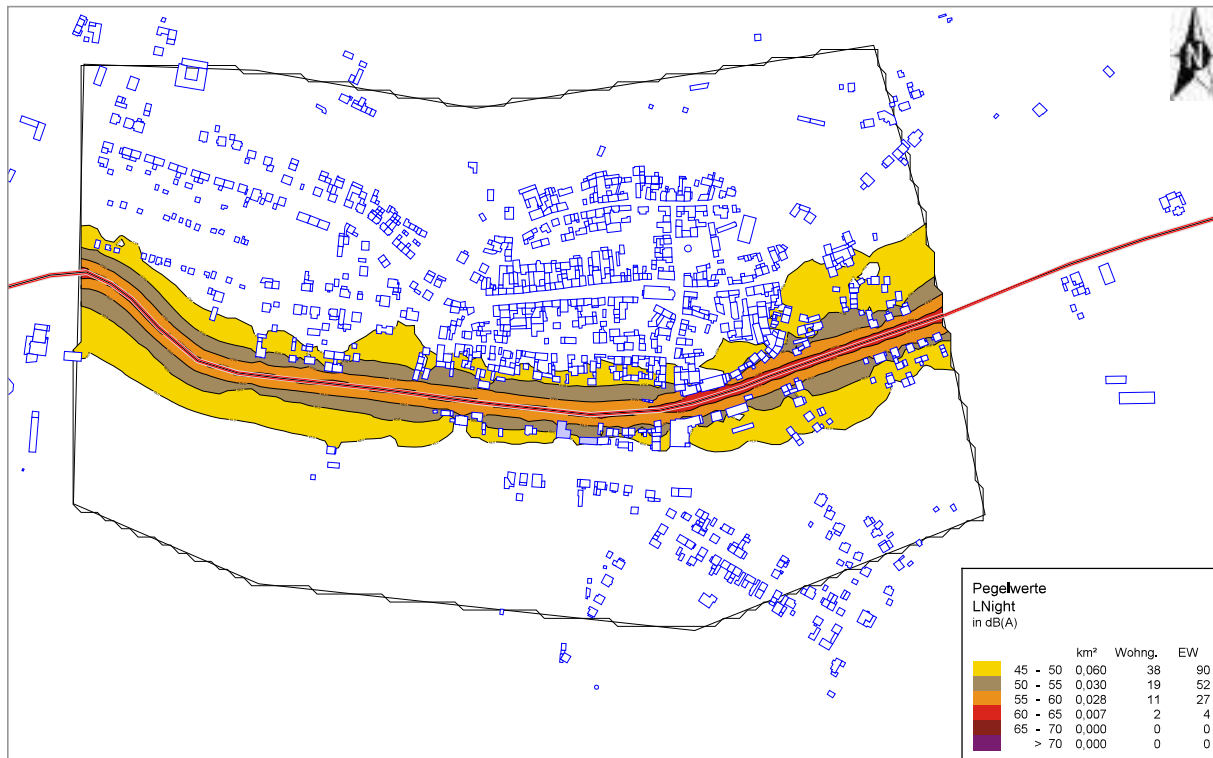 N
Pegelwerte
LNight
in dB(A)
km² Wohng. EW
45 - 50 0,060 38 90
50 - 55 0,030 19 52
55 - 60 0,028 11 27
60 - 65 0,007 2 4
65 - 70 0,000 0 0
> 70 0,000 0 0